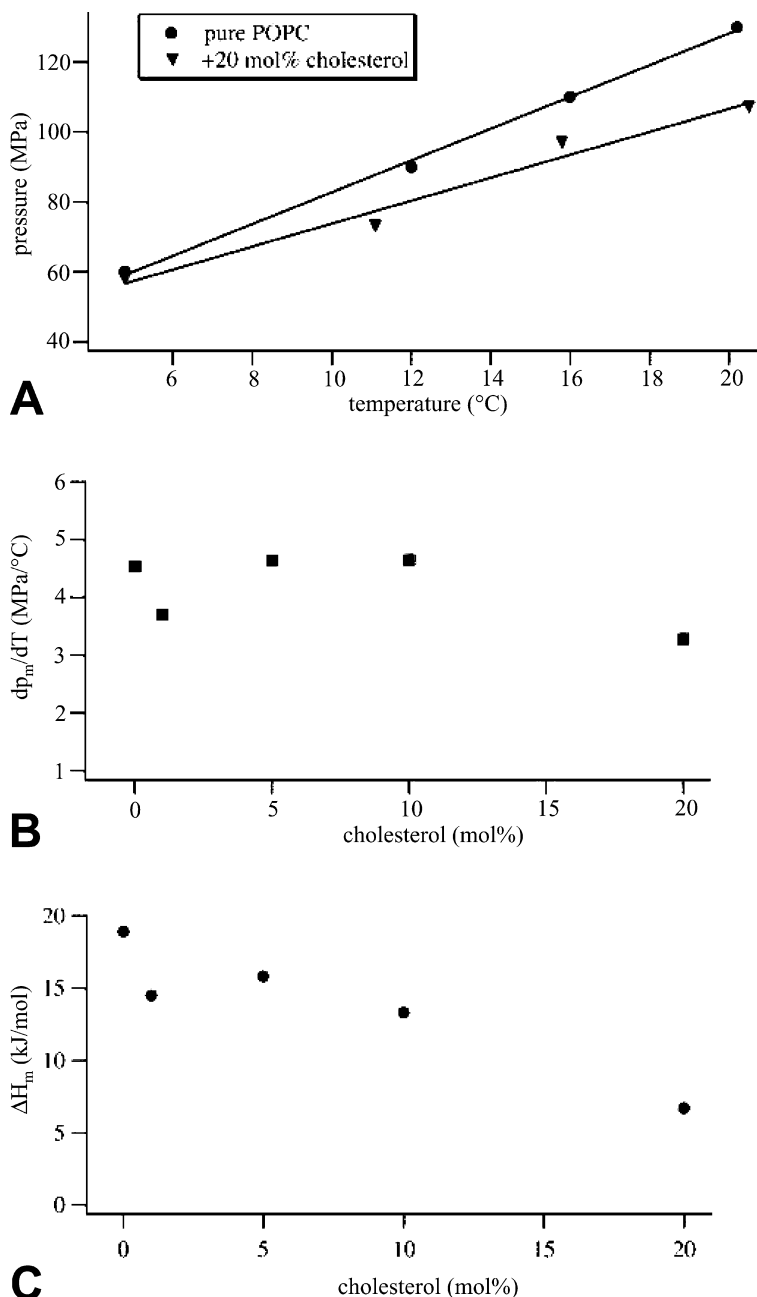 pure POPC
+20 mol% cholesterol
pressure (MPa)
120
100
80
60
40
6 8 10 12 14 16 18 20
temperature (°C)
A
dpm/dT (MPa/°C)
6
5
4
3
2
1
0 5 10 15 20
cholesterol (mol%)
B
ΔHm (kJ/mol)
20
15
10
5
0
0 5 10 15 20
cholesterol (mol%)
C